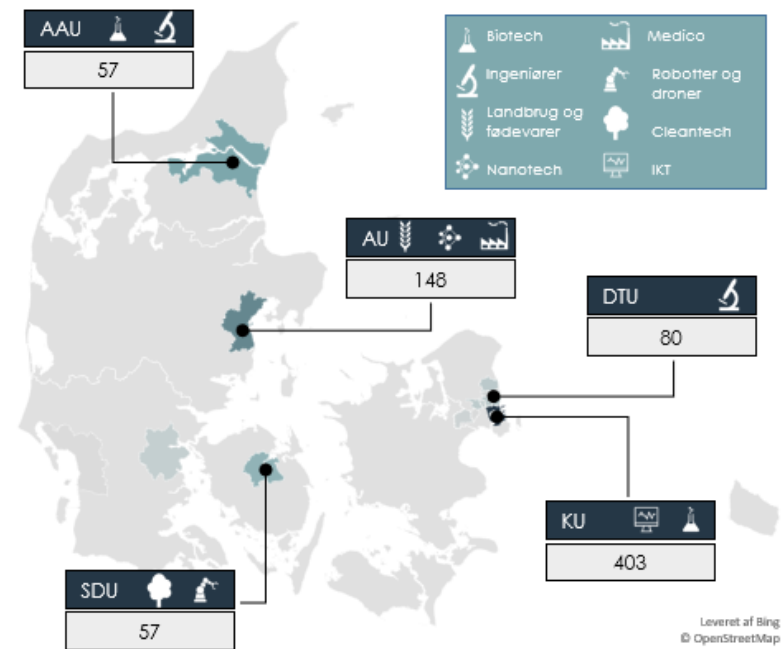 AAU
57
Biotech
Medico
Ingeniører
Robotter og
droner
Landbrug og
fødevarer
Cleantech
Nanotech
IKT
AU
148
DTU
80
KU
403
SDU
57
Leveret af Bing
© OpenStreetMap